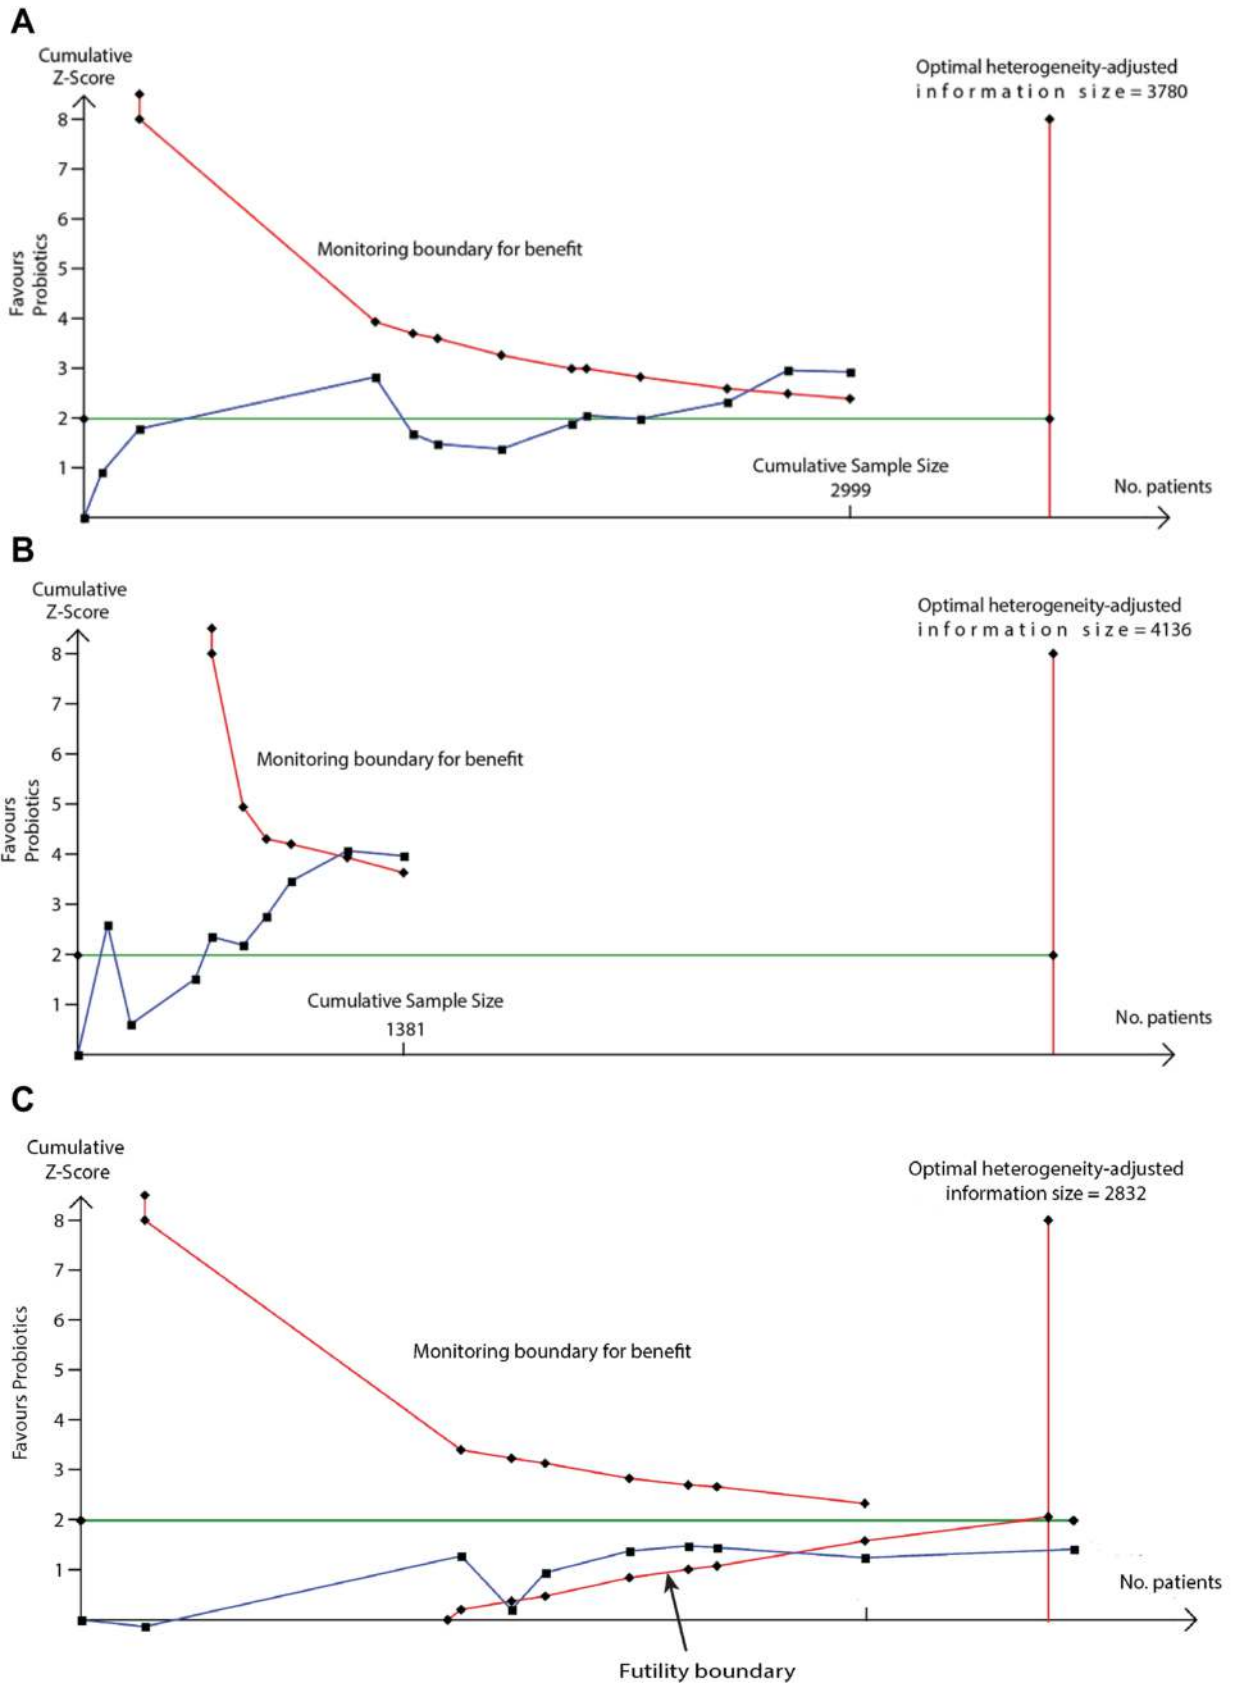 A
Cumulative
Z-Score
Optimal heterogeneity-adjusted
information size = 3780
8
7
6
5
4
3
2
1
Favours
Probiotics
Monitoring boundary for benefit
Cumulative Sample Size
2999
No. patients
B
Cumulative
Z-Score
Optimal heterogeneity-adjusted
information size = 4136
8
7
6
5
4
3
2
1
Favours
Probiotics
Monitoring boundary for benefit
Cumulative Sample Size
1381
No. patients
C
Cumulative
Z-Score
Optimal heterogeneity-adjusted
information size = 2832
8
7
6
5
4
3
2
1
Favours Probiotics
Monitoring boundary for benefit
No. patients
Futility boundary